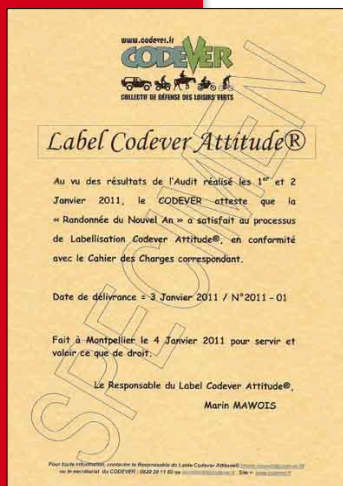 www.codever.fr
CODEVER
COLLECTIF DE DÉFENSE DES LOISIRS VERTS
Label Codever Attitude®
Au vu des résultats de l'Audit réalisé les 1er et 2
Janvier 2011, le CODEVER atteste que la
« Randonnée du Nouvel An » a satisfait au processus
de Labellisation Codever Attitude®, en conformité
avec le Cahier des Charges correspondant.
Date de délivrance = 3 Janvier 2011 / N°2011 - 01
Fait à Montpellier le 4 Janvier 2011 pour servir et
valoir ce que de droit.
Le Responsable du Label Codever Attitude®,
Marin MAWOIS
SPECIMEN
Pour toute information, contacter le Responsable du Label Codever Attitude®
ou le secrétariat du CODEVER : Site =